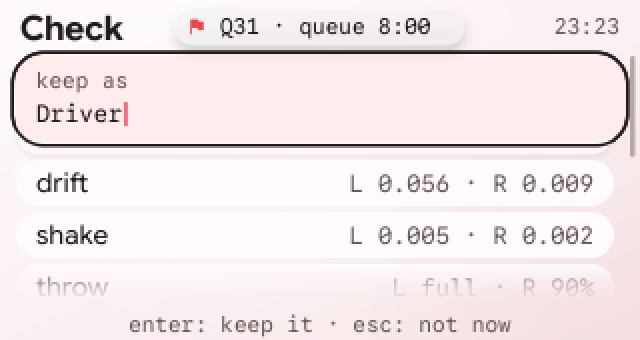 Check
Q31 · queue 8:00
23:23
keep as
Driver
drift L 0.056 · R 0.009
shake L 0.005 · R 0.002
throw L full · R 90%
enter: keep it · esc: not now